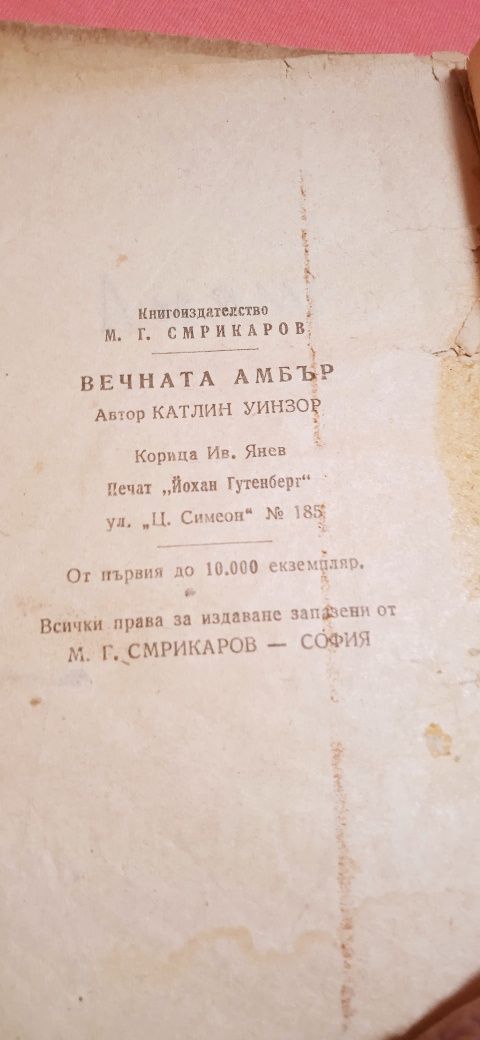 Книгоиздателство
М. Г. СМРИКАРОВ
ВЕЧНАТА АМБЪР
Автор КАТЛИН УИНЗОР
Корица Ив. Янев
Печат „Йохан Гутенберг“
ул. „Ц. Симеон“ № 185
От първия до 10.000 екземпляр.
Всички права за издаване запазени от
М. Г. СМРИКАРОВ — СОФИЯ